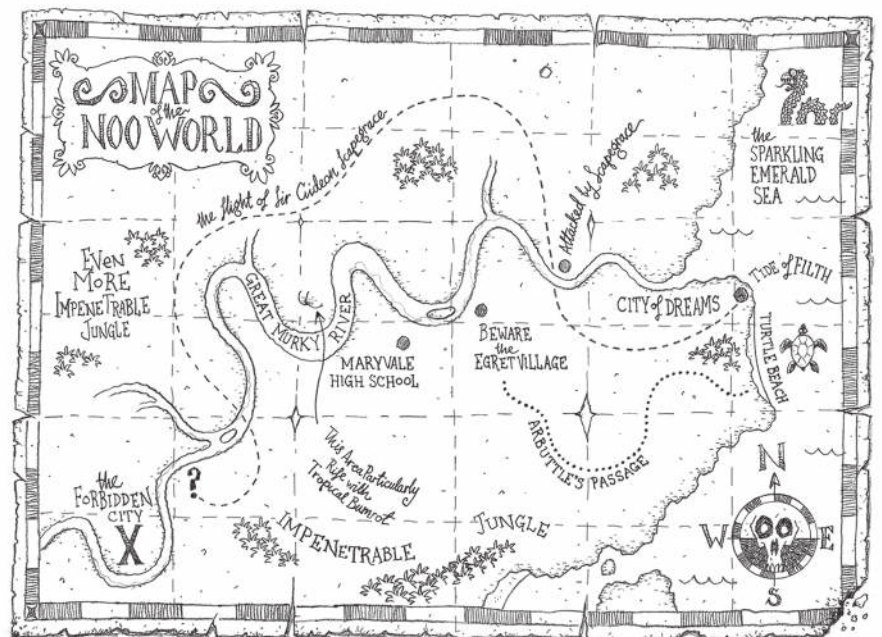 MAP
of the
NOO WORLD
the flight of Sir Gideon Scapegrace
Attacked by Scapegrace
the
SPARKLING
EMERALD
SEA
EVEN
MORE
IMPENETRABLE
JUNGLE
GREAT MURKY RIVER
MARYVALE
HIGH SCHOOL
BEWARE
the
EGRET VILLAGE
CITY of DREAMS
TIDE of FILTH
TURTLE BEACH
ARBUTTLE'S PASSAGE
This Area Particularly
Rife with
Tropical Bumrot
the
FORBIDDEN
CITY
X
?
IMPENETRABLE JUNGLE
N
W E
S